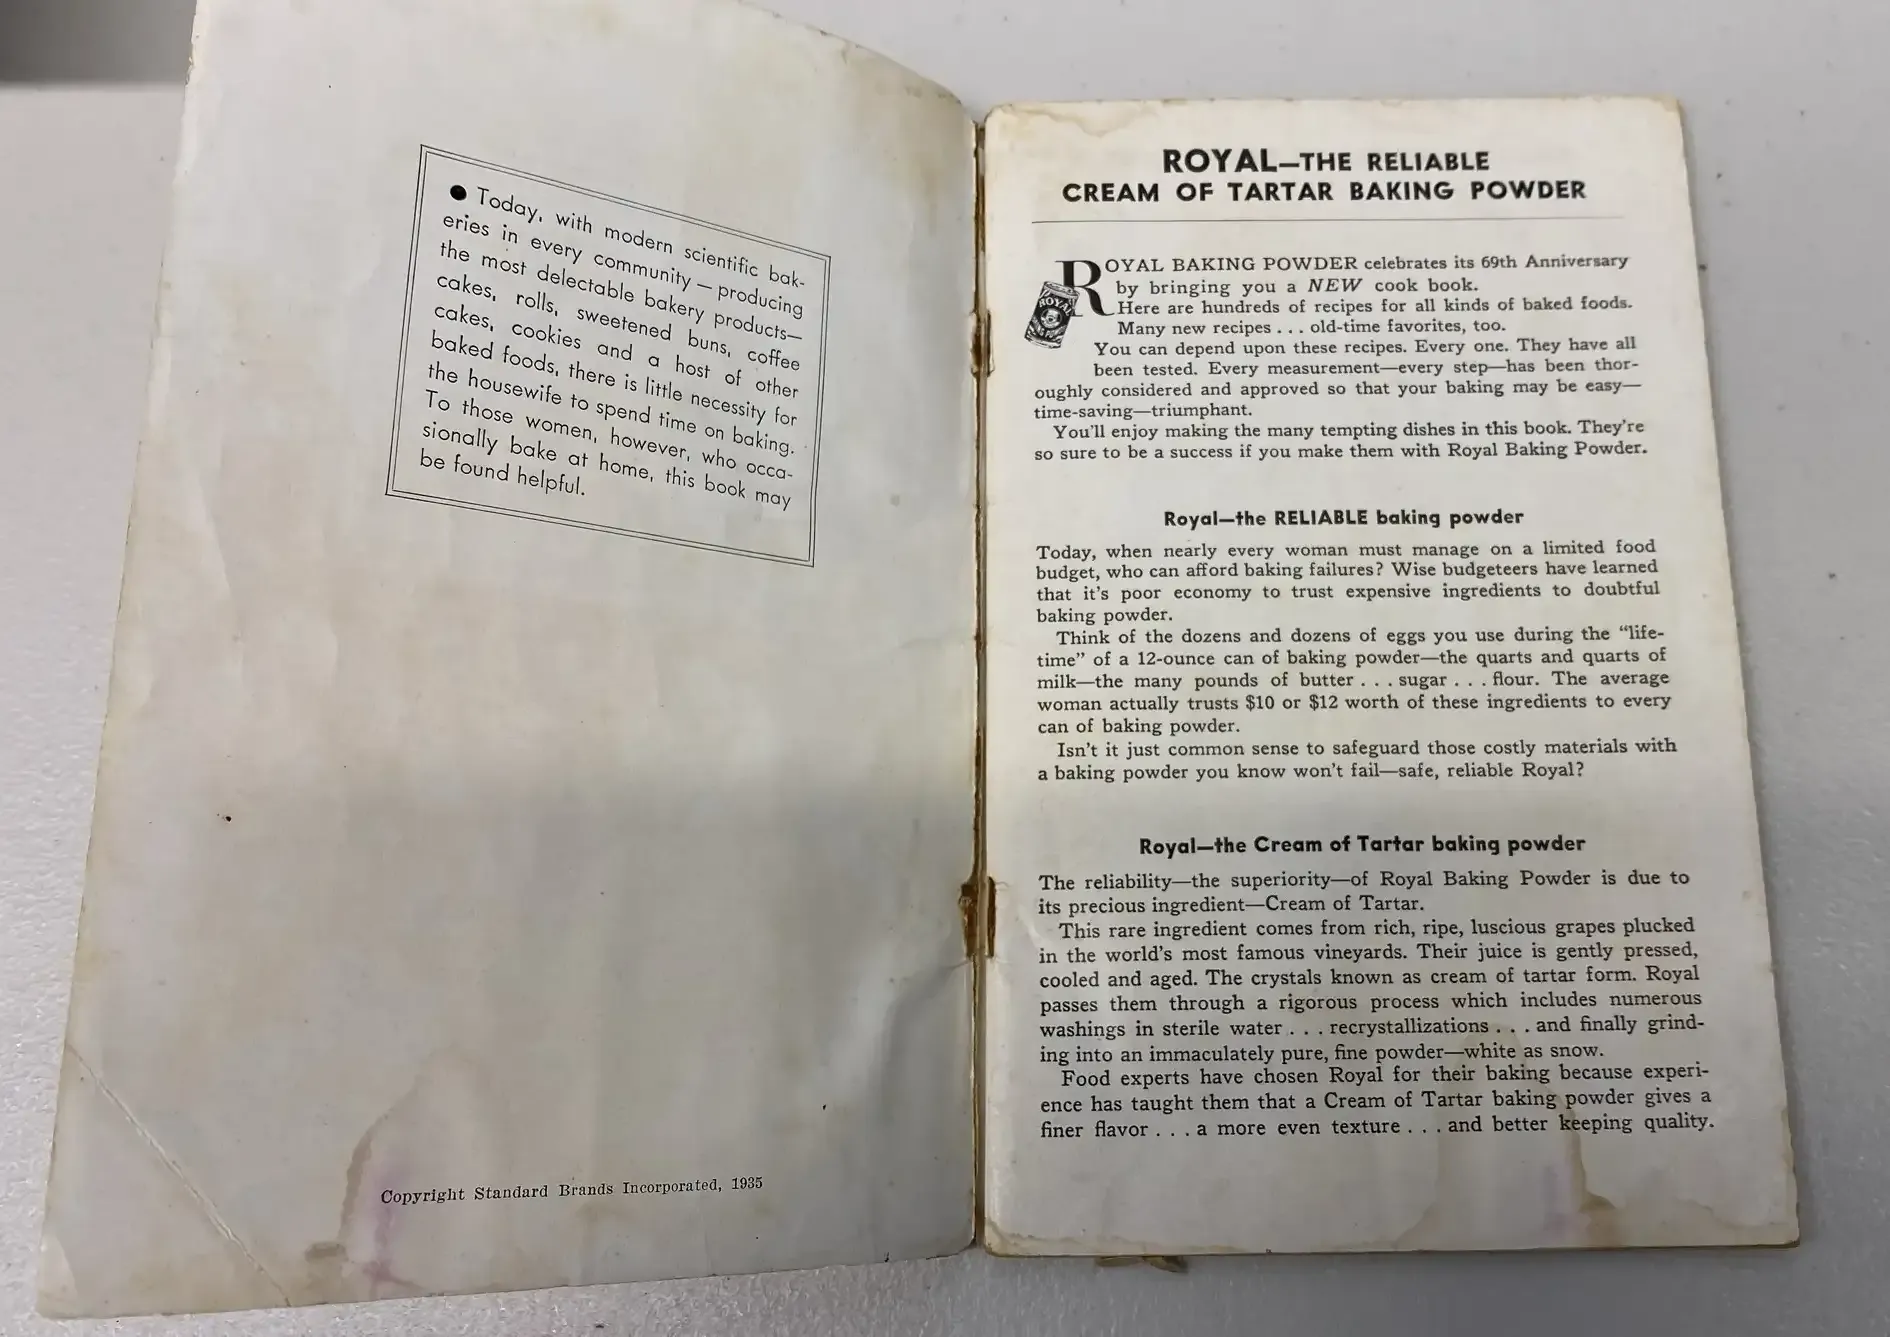 ● Today, with modern scientific bak-
eries in every community — producing
the most delectable bakery products—
cakes, rolls, sweetened buns, coffee
cakes, cookies and a host of other
baked foods, there is little necessity for
the housewife to spend time on baking.
To those women, however, who occa-
sionally bake at home, this book may
be found helpful.
Copyright Standard Brands Incorporated, 1935
ROYAL—THE RELIABLE
CREAM OF TARTAR BAKING POWDER
ROYAL BAKING POWDER celebrates its 69th Anniversary
by bringing you a NEW cook book.
Here are hundreds of recipes for all kinds of baked foods.
Many new recipes . . . old-time favorites, too.
You can depend upon these recipes. Every one. They have all
been tested. Every measurement—every step—has been thor-
oughly considered and approved so that your baking may be easy—
time-saving—triumphant.
You'll enjoy making the many tempting dishes in this book. They're
so sure to be a success if you make them with Royal Baking Powder.
ROYAL
Royal—the RELIABLE baking powder
Today, when nearly every woman must manage on a limited food
budget, who can afford baking failures? Wise budgeteers have learned
that it's poor economy to trust expensive ingredients to doubtful
baking powder.
Think of the dozens and dozens of eggs you use during the “life-
time” of a 12-ounce can of baking powder—the quarts and quarts of
milk—the many pounds of butter . . . sugar . . . flour. The average
woman actually trusts $10 or $12 worth of these ingredients to every
can of baking powder.
Isn't it just common sense to safeguard those costly materials with
a baking powder you know won't fail—safe, reliable Royal?
Royal—the Cream of Tartar baking powder
The reliability—the superiority—of Royal Baking Powder is due to
its precious ingredient—Cream of Tartar.
This rare ingredient comes from rich, ripe, luscious grapes plucked
in the world's most famous vineyards. Their juice is gently pressed,
cooled and aged. The crystals known as cream of tartar form. Royal
passes them through a rigorous process which includes numerous
washings in sterile water . . . recrystallizations . . . and finally grind-
ing into an immaculately pure, fine powder—white as snow.
Food experts have chosen Royal for their baking because experi-
ence has taught them that a Cream of Tartar baking powder gives a
finer flavor . . . a more even texture . . . and better keeping quality.